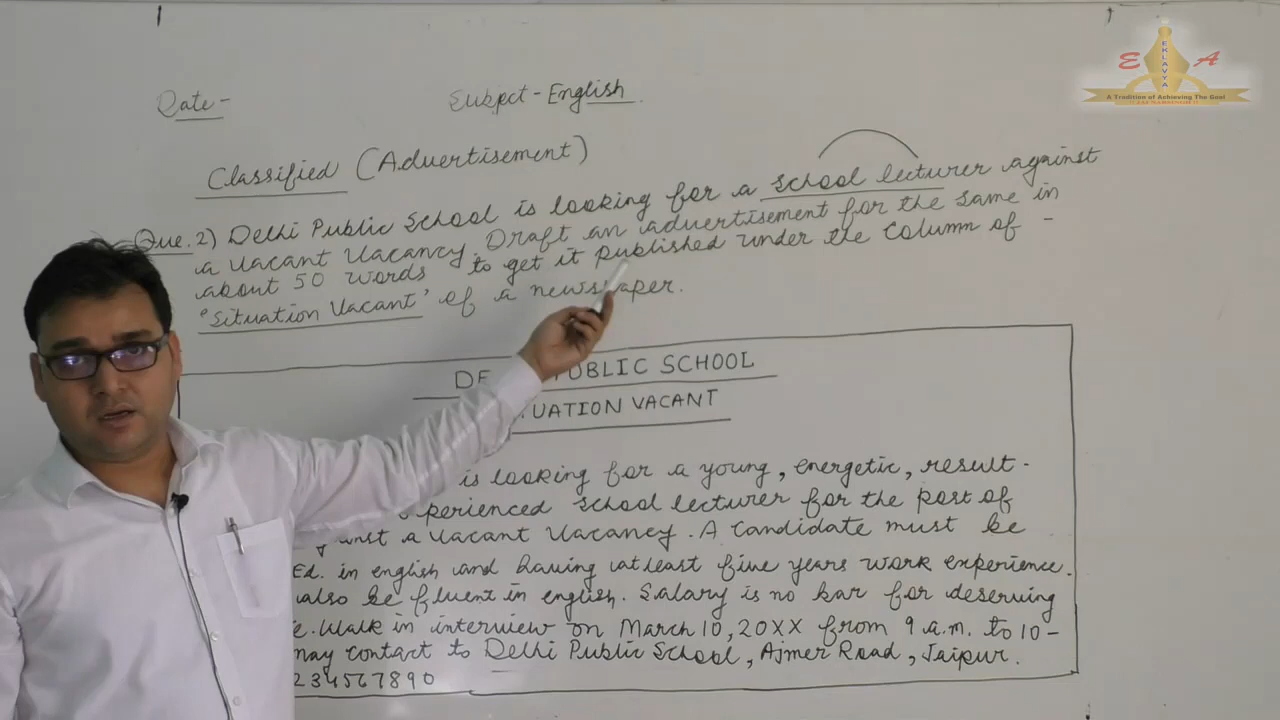 E A
EKLAVYA
A Tradition of Achieving The Goal
Date -
Subject - English
Classified (Advertisement)
Que. 2) Delhi Public School is looking for a school lecturer against
a vacant vacancy. Draft an advertisement for the same in
about 50 words to get it published under the column of -
'Situation Vacant' of a newspaper.
PUBLIC SCHOOL
UATION VACANT
is looking for a young, energetic, result-
perienced school lecturer for the post of
a vacant vacancy. A candidate must be
Ed. in english and having atleast five years work experience.
also be fluent in english. Salary is no bar for deserving
e. Walk in interview on March 10, 20XX from 9 a.m. to 10-
may contact to Delhi Public School, Ajmer Road, Jaipur.
234567890